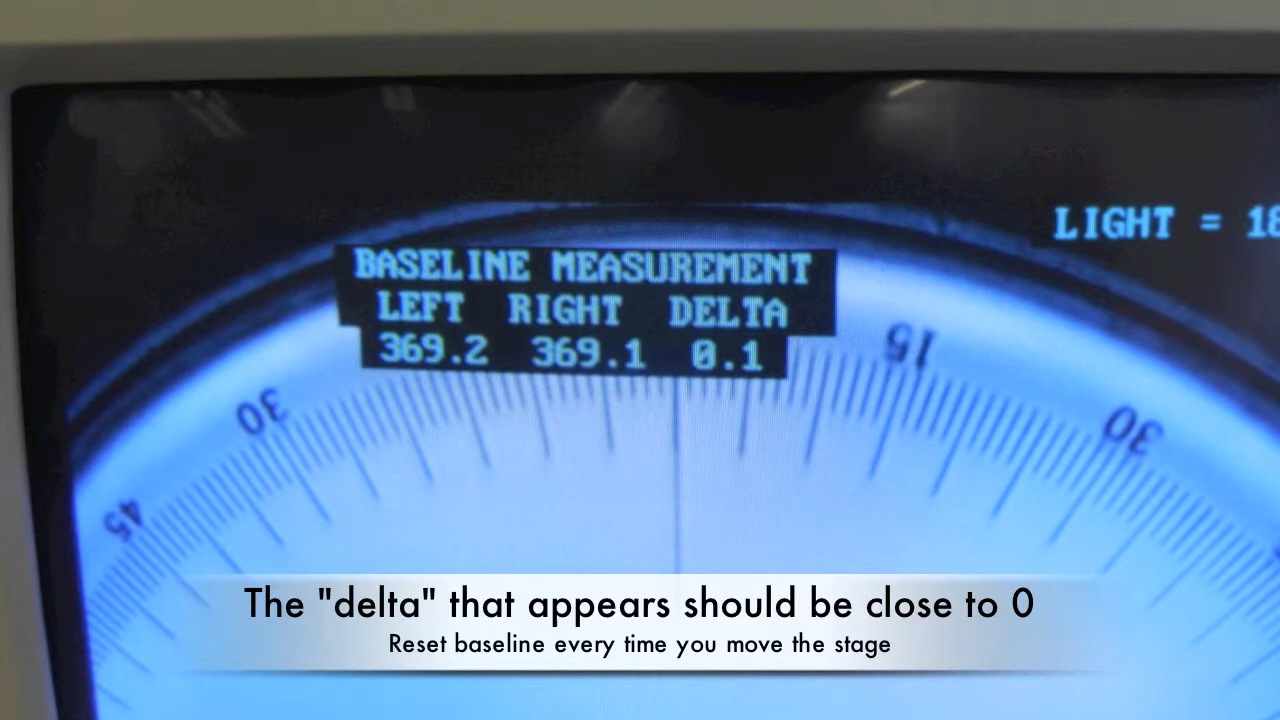 LIGHT = 18
BASELINE MEASUREMENT
LEFT RIGHT DELTA
369.2 369.1 0.1
15
30
30
45
The "delta" that appears should be close to 0
Reset baseline every time you move the stage